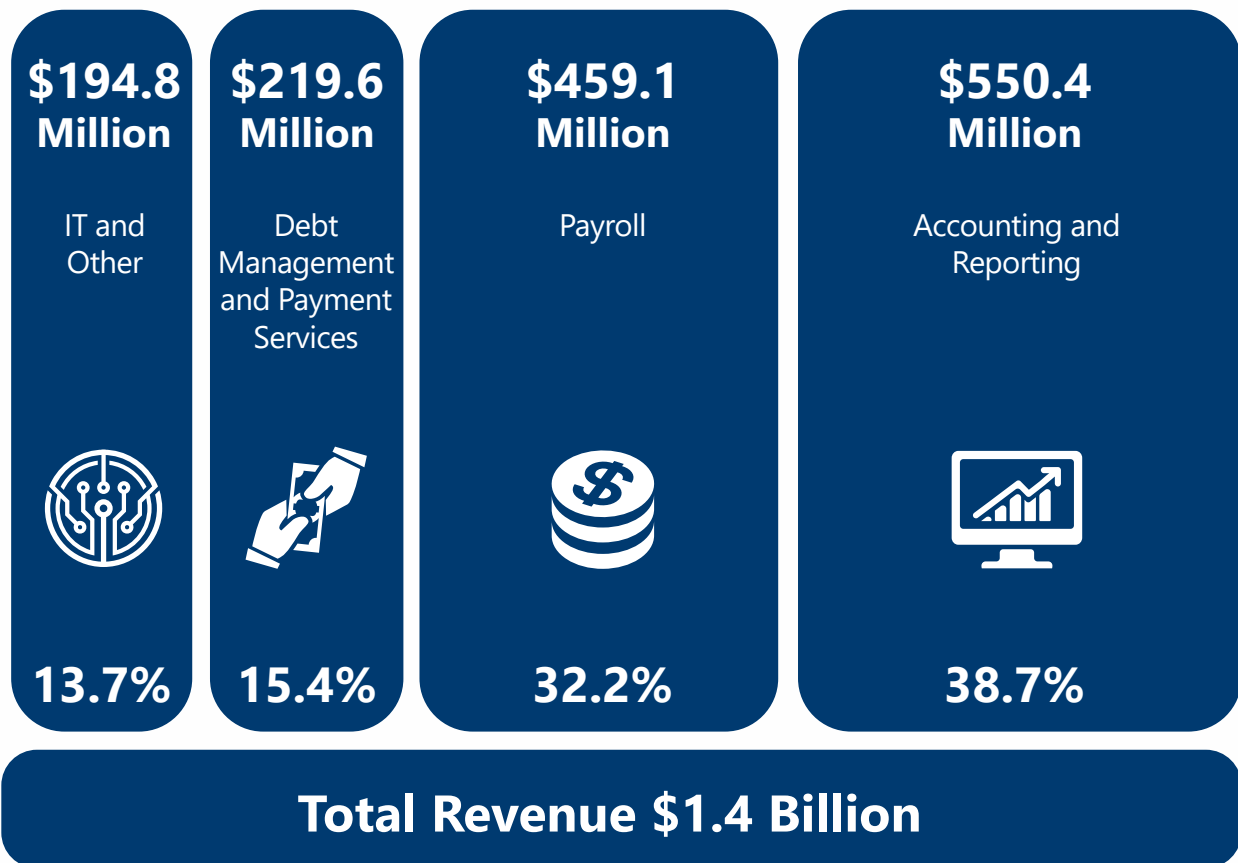 $194.8
Million
IT and
Other
13.7%
$219.6
Million
Debt
Management
and Payment
Services
15.4%
$459.1
Million
Payroll
$
32.2%
$550.4
Million
Accounting and
Reporting
38.7%
Total Revenue $1.4 Billion